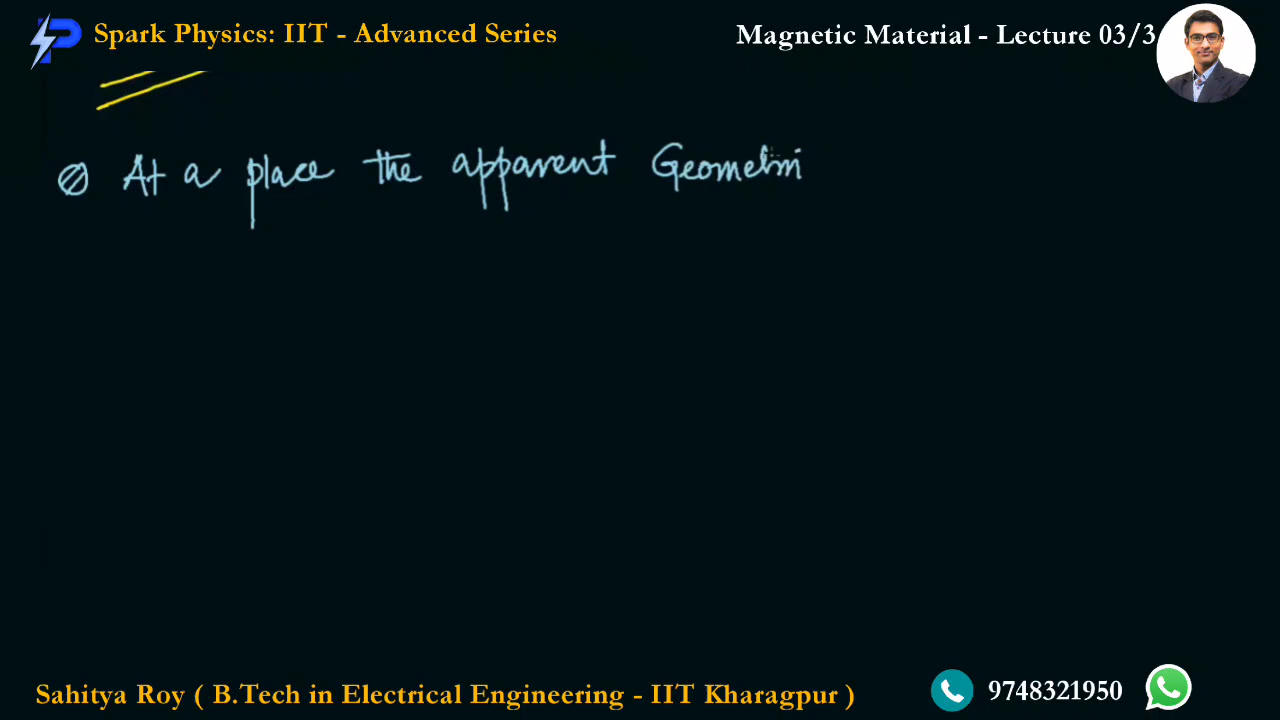 Spark Physics: IIT - Advanced Series
Magnetic Material - Lecture 03/3
At a place the apparent Geometri
Sahitya Roy ( B.Tech in Electrical Engineering - IIT Kharagpur )
9748321950